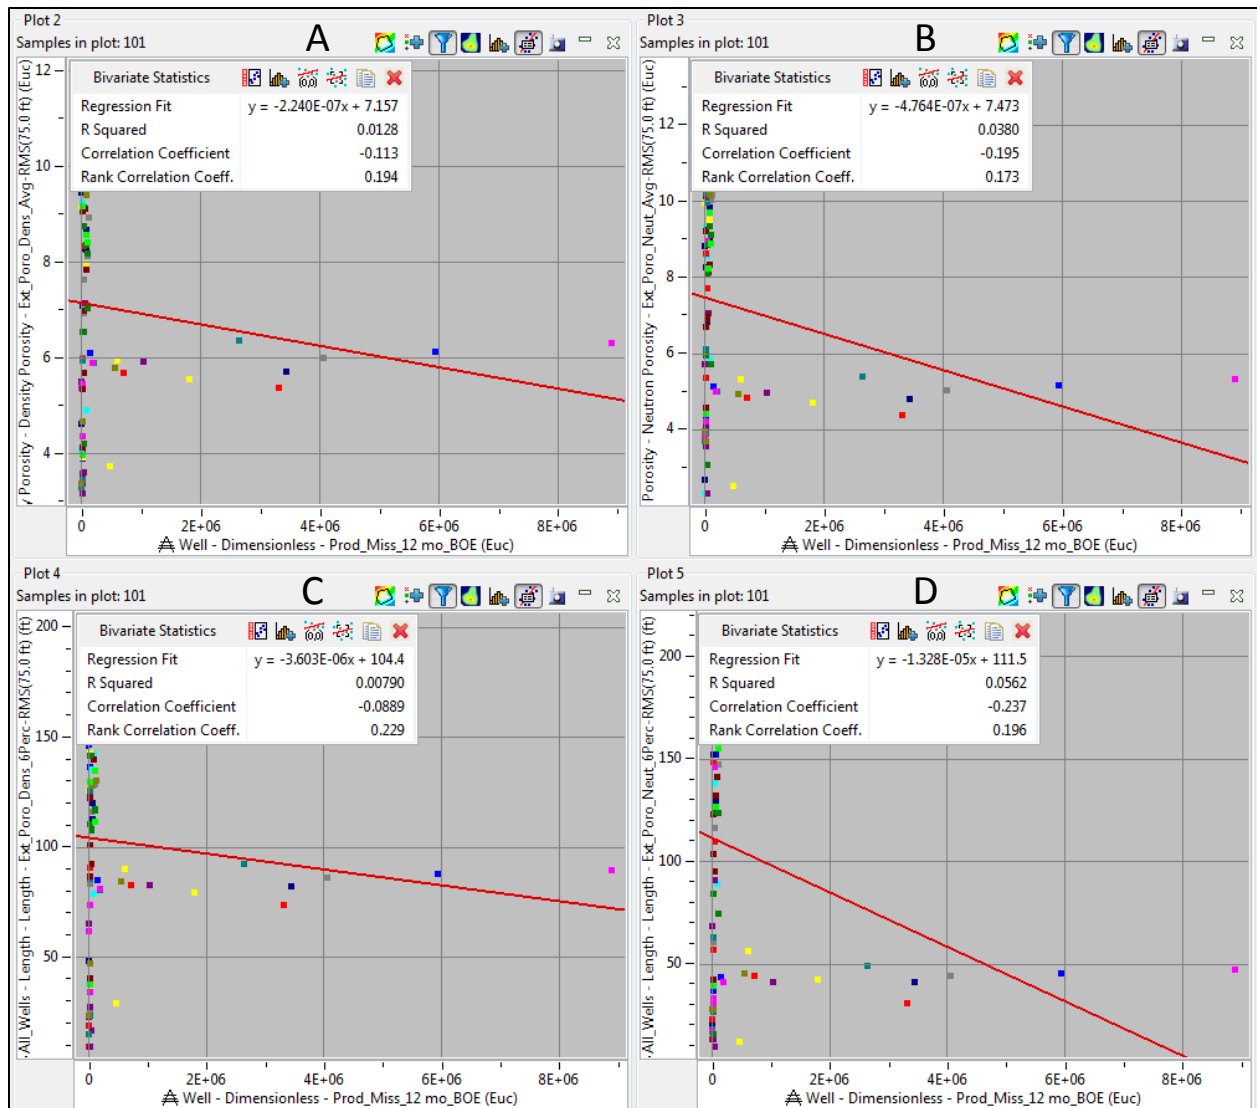 Plot 2
Samples in plot: 101
A
Bivariate Statistics
Regression Fit y = -2.240E-07x + 7.157
R Squared 0.0128
Correlation Coefficient -0.113
Rank Correlation Coeff. 0.194
Porosity - Density Porosity - Ext_Poro_Dens_Avg-RMS(75.0 ft) (Euc)
12
10
8
6
4
0 2E+06 4E+06 6E+06 8E+06
Well - Dimensionless - Prod_Miss_12 mo_BOE (Euc)
Plot 3
Samples in plot: 101
B
Bivariate Statistics
Regression Fit y = -4.764E-07x + 7.473
R Squared 0.0380
Correlation Coefficient -0.195
Rank Correlation Coeff. 0.173
Porosity - Neutron Porosity - Ext_Poro_Neut_Avg-RMS(75.0 ft) (Euc)
12
10
8
6
4
0 2E+06 4E+06 6E+06 8E+06
Well - Dimensionless - Prod_Miss_12 mo_BOE (Euc)
Plot 4
Samples in plot: 101
C
Bivariate Statistics
Regression Fit y = -3.603E-06x + 104.4
R Squared 0.00790
Correlation Coefficient -0.0889
Rank Correlation Coeff. 0.229
All_Wells - Length - Length - Ext_Poro_Dens_6Perc-RMS(75.0 ft) (ft)
200
150
100
50
0 2E+06 4E+06 6E+06 8E+06
Well - Dimensionless - Prod_Miss_12 mo_BOE (Euc)
Plot 5
Samples in plot: 101
D
Bivariate Statistics
Regression Fit y = -1.328E-05x + 111.5
R Squared 0.0562
Correlation Coefficient -0.237
Rank Correlation Coeff. 0.196
All_Wells - Length - Length - Ext_Poro_Neut_6Perc-RMS(75.0 ft) (ft)
200
150
100
50
0 2E+06 4E+06 6E+06 8E+06
Well - Dimensionless - Prod_Miss_12 mo_BOE (Euc)